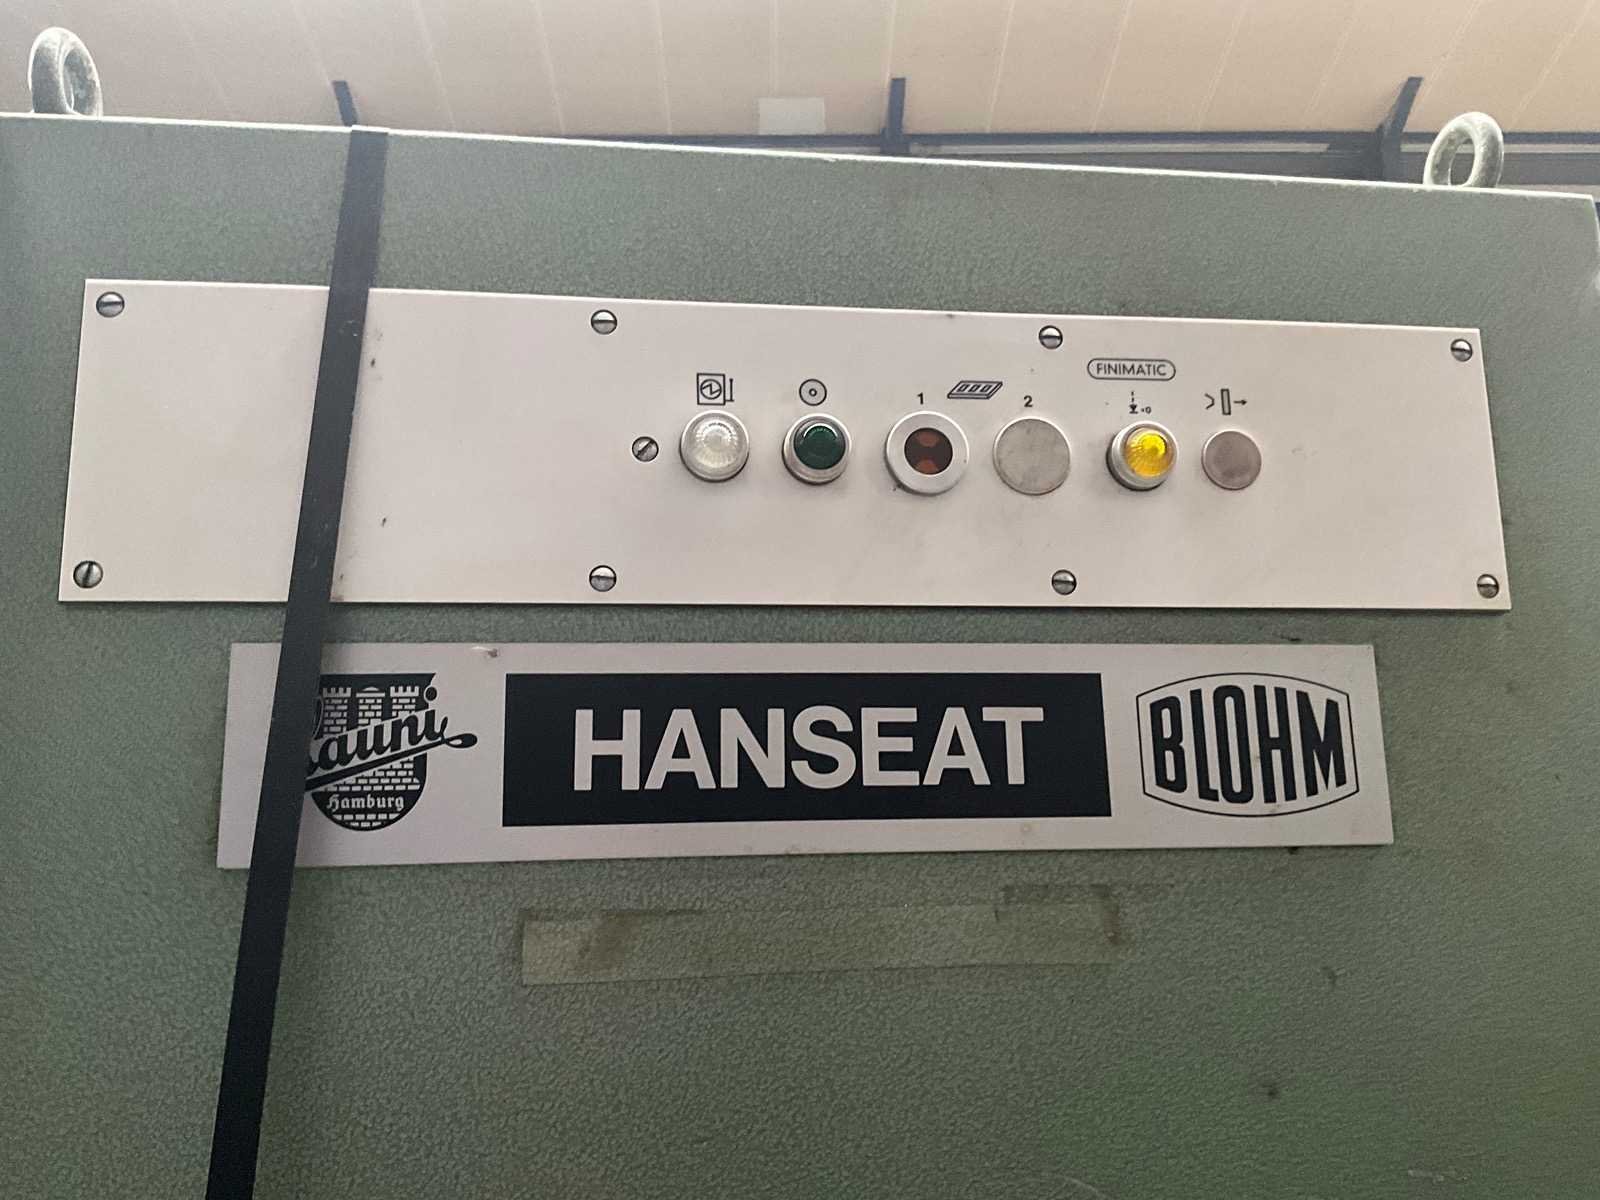 FINIMATIC
1
2
HANSEAT
Hamburg
BLOHM